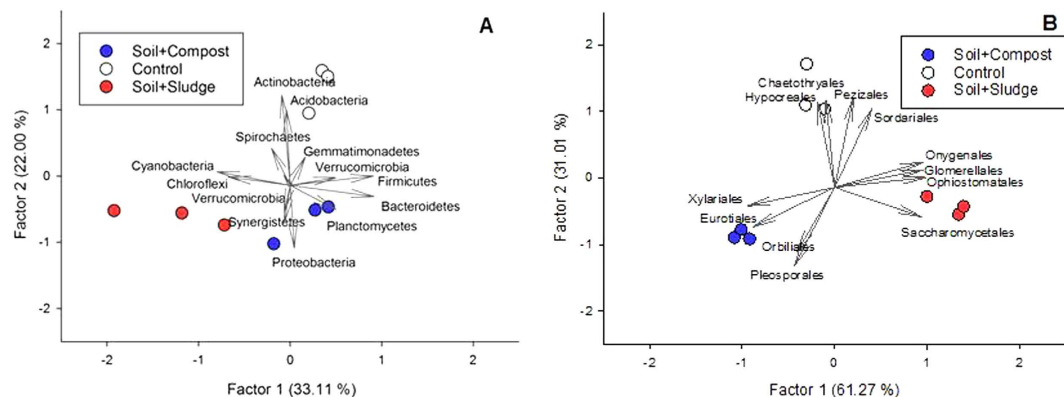 A
Soil+Compost
Control
Soil+Sludge
Actinobacteria
Acidobacteria
Spirochaetes
Gemmatimonadetes
Cyanobacteria
Verrucomicrobia
Chloroflexi
Firmicutes
Verrucomicrobia
Bacteroidetes
Synergistetes
Planctomycetes
Proteobacteria
2
1
0
-1
-2
-2
-1
0
1
2
Factor 2 (22.00 %)
Factor 1 (33.11 %)
B
Soil+Compost
Control
Soil+Sludge
Chaetothryales
Hypocreales
Pezizales
Sordariales
Onygenales
Glomerellales
Ophiostomatales
Xylariales
Eurotiales
Saccharomycetales
Orbiliales
Pleosporales
2
1
0
-1
-2
-2
-1
0
1
2
Factor 2 (31.01 %)
Factor 1 (61.27 %)